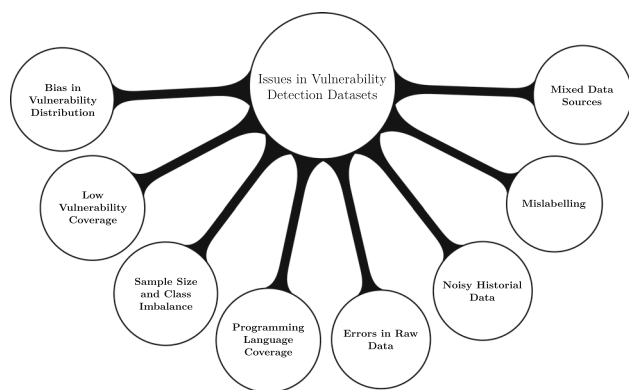 Issues in Vulnerability
Detection Datasets
Bias in
Vulnerability
Distribution
Low
Vulnerability
Coverage
Sample Size
and Class
Imbalance
Programming
Language
Coverage
Errors in Raw
Data
Noisy Historial
Data
Mislabelling
Mixed Data
Sources